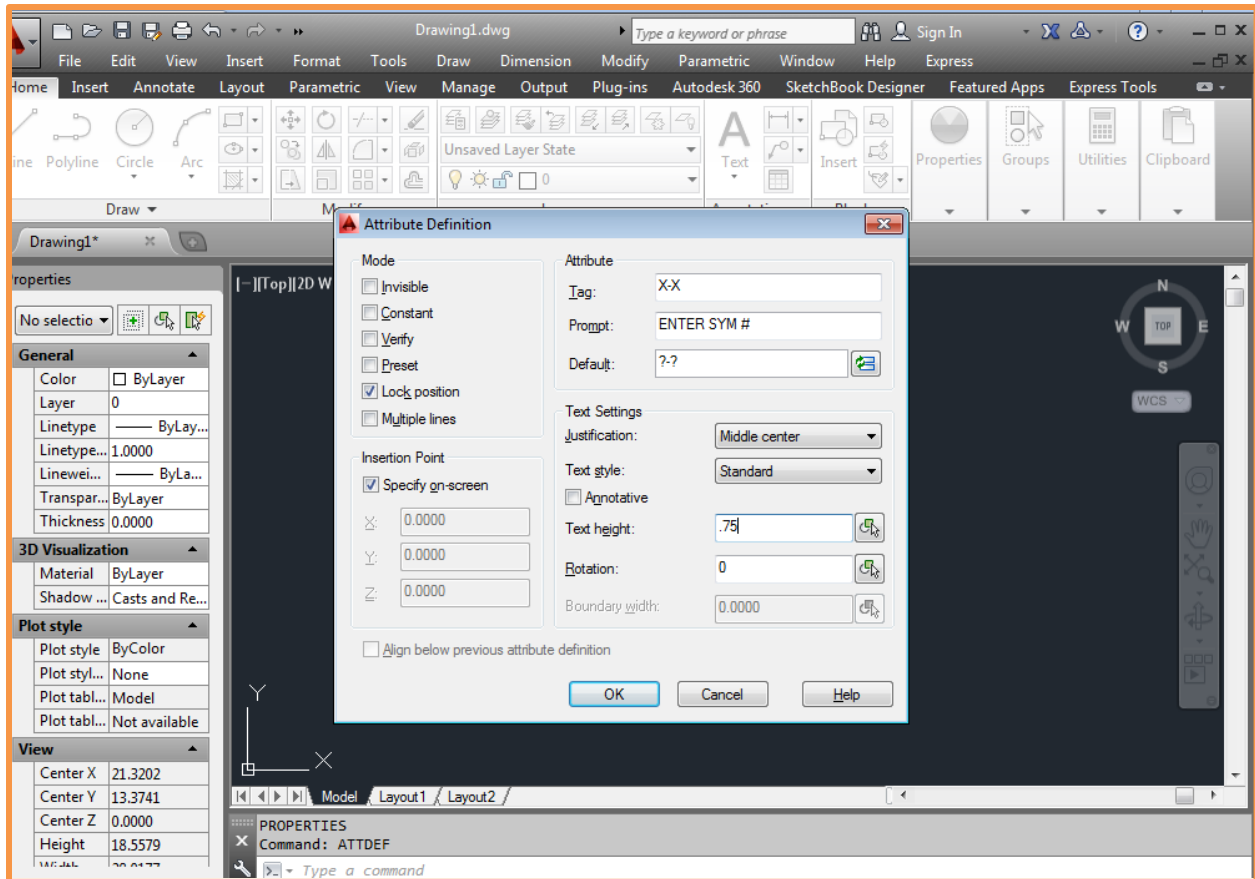 Drawing1.dwg Type a keyword or phrase Sign In
File Edit View Insert Format Tools Draw Dimension Modify Parametric Window Help Express
Home Insert Annotate Layout Parametric View Manage Output Plug-ins Autodesk 360 SketchBook Designer Featured Apps Express Tools
Unsaved Layer State
Polyline Circle Arc Text Insert Properties Groups Utilities Clipboard
0
Draw
Drawing1*
Attribute Definition
Properties
[−][Top][2D W
No selectio
General
Color ByLayer
Layer 0
Linetype ByLay...
Linetype... 1.0000
Linewei... ByLa...
Transpar... ByLayer
Thickness 0.0000
3D Visualization
Material ByLayer
Shadow ... Casts and Re...
Plot style
Plot style ByColor
Plot styl... None
Plot tabl... Model
Plot tabl... Not available
View
Center X 21.3202
Center Y 13.3741
Center Z 0.0000
Height 18.5579
Mode
Invisible
Constant
Verify
Preset
Lock position
Multiple lines
Insertion Point
Specify on-screen
X: 0.0000
Y: 0.0000
Z: 0.0000
Align below previous attribute definition
Attribute
Tag: X-X
Prompt: ENTER SYM #
Default: ?-?
Text Settings
Justification: Middle center
Text style: Standard
Annotative
Text height: .75
Rotation: 0
Boundary width: 0.0000
OK Cancel Help
N
W TOP E
S
WCS
Y
X
Model Layout1 Layout2
PROPERTIES
Command: ATTDEF
Type a command